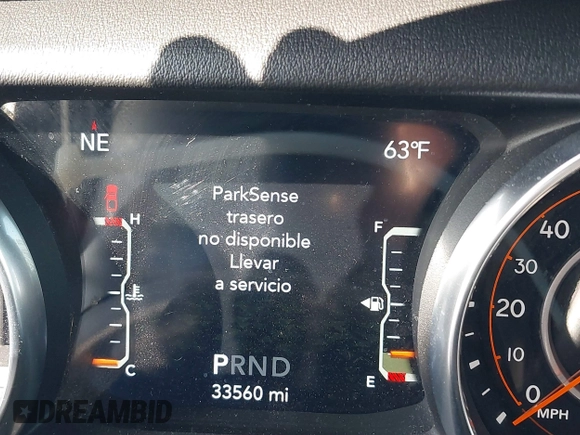 NE
63°F
ParkSense
trasero
no disponible
Llevar
a servicio
H
F
C
E
PRND
33560 mi
40
30
20
10
0
MPH
DREAMBID